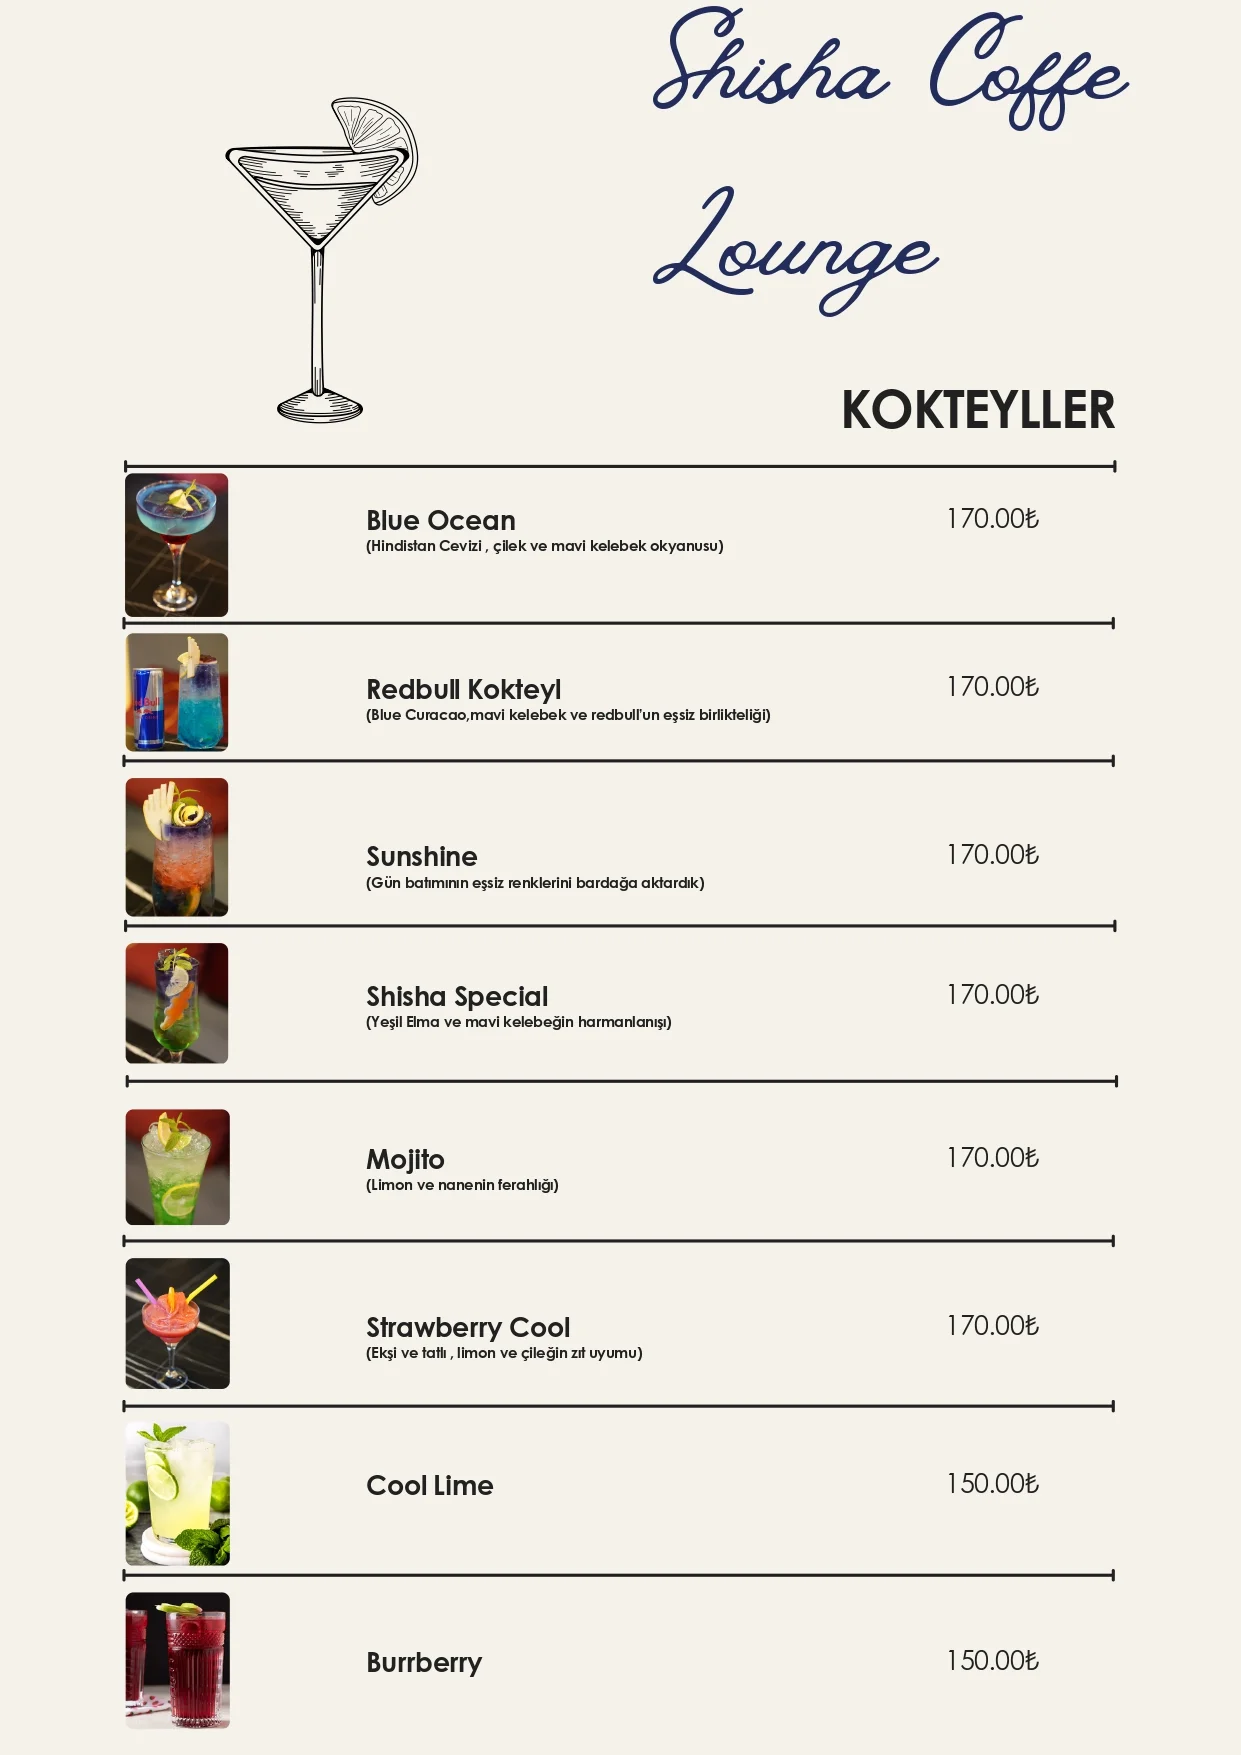 Shisha Coffe
Lounge
KOKTEYLLER
Blue Ocean 170.00₺
(Hindistan Cevizi , çilek ve mavi kelebek okyanusu)
Redbull Kokteyl 170.00₺
(Blue Curacao,mavi kelebek ve redbull'un eşsiz birlikteliği)
Sunshine 170.00₺
(Gün batımının eşsiz renklerini bardağa aktardık)
Shisha Special 170.00₺
(Yeşil Elma ve mavi kelebeğin harmanlanışı)
Mojito 170.00₺
(Limon ve nanenin ferahlığı)
Strawberry Cool 170.00₺
(Ekşi ve tatlı , limon ve çileğin zıt uyumu)
Cool Lime 150.00₺
Burrberry 150.00₺